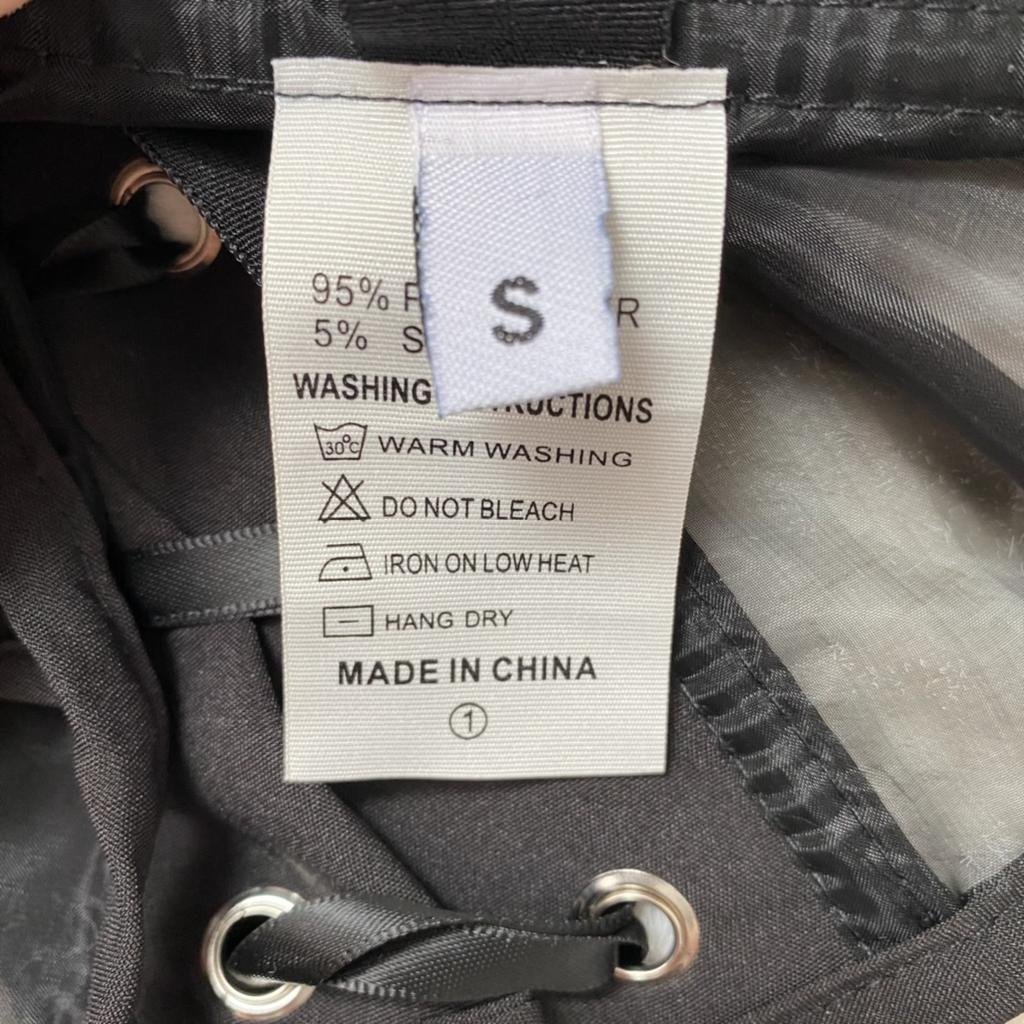 S
95%
5%
WASHING
30°C WARM WASHING
DO NOT BLEACH
IRON ON LOW HEAT
HANG DRY
MADE IN CHINA
1